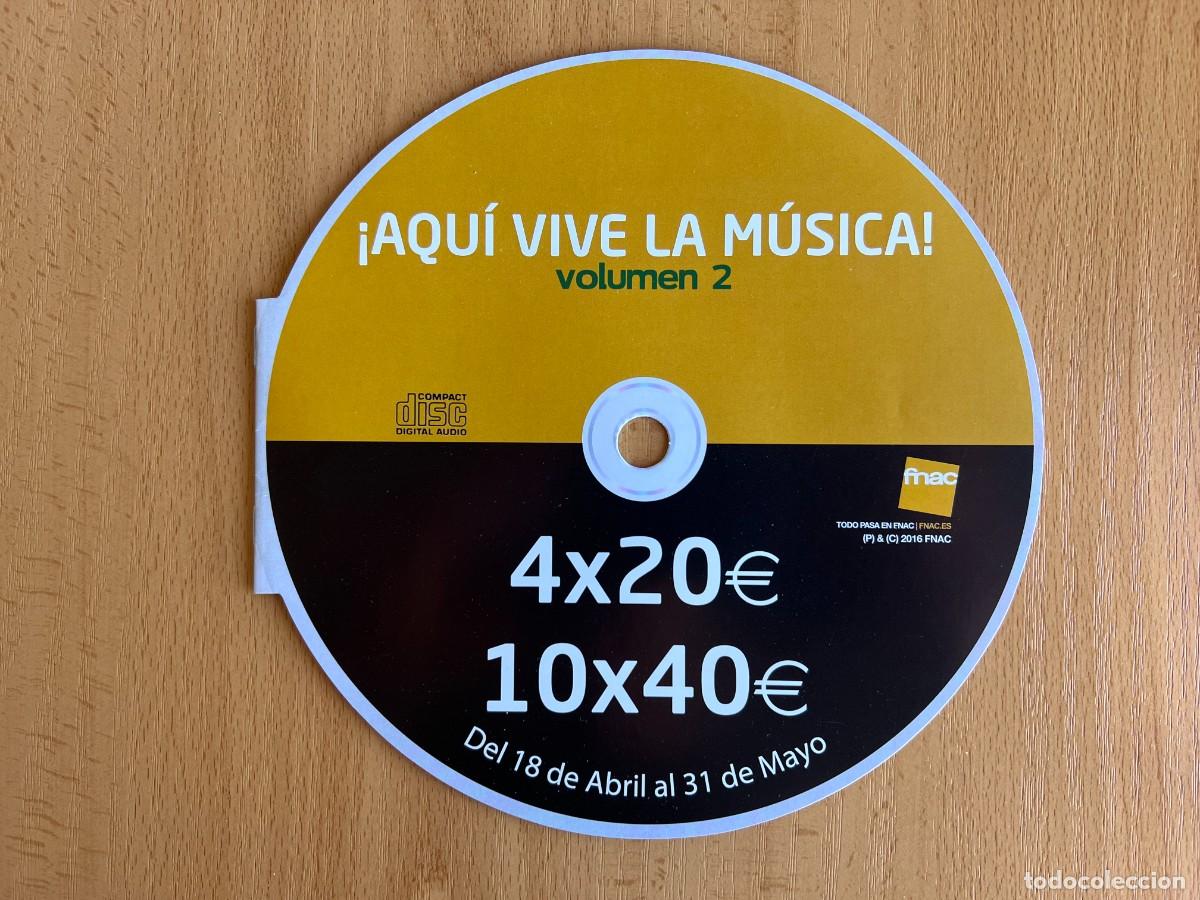 ¡AQUÍ VIVE LA MÚSICA!
volumen 2
COMPACT
disc
DIGITAL AUDIO
fnac
TODO PASA EN FNAC | FNAC.ES
(P) & (C) 2016 FNAC
4x20€
10x40€
Del 18 de Abril al 31 de Mayo
todocoleccion